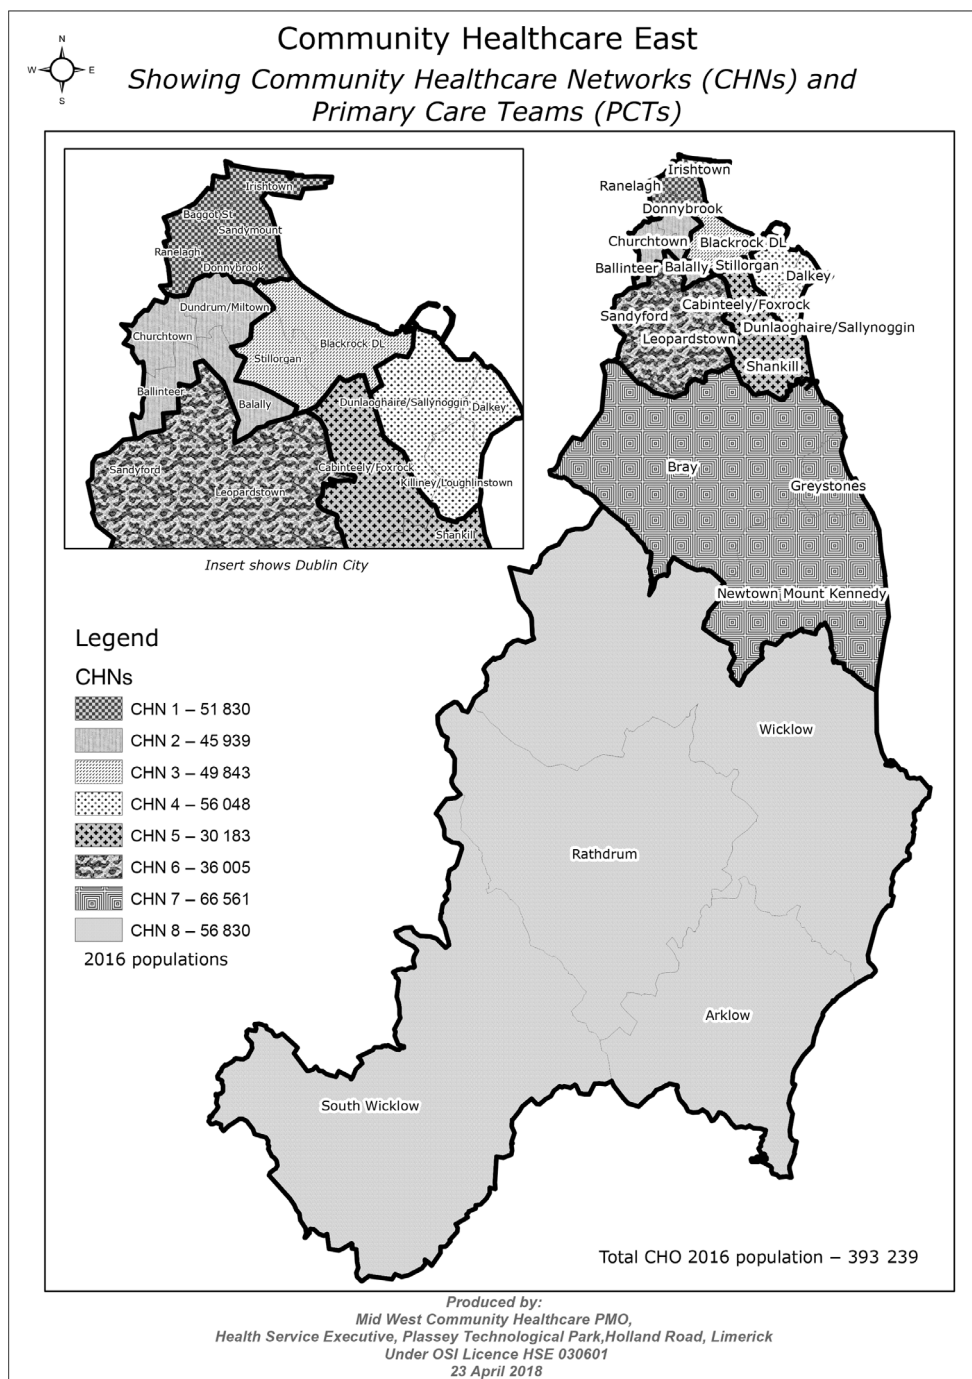 Community Healthcare East
Showing Community Healthcare Networks (CHNs) and
Primary Care Teams (PCTs)
N
W E
S
Irishtown
Baggot St
Sandymount
Ranelagh
Donnybrook
Dundrum/Miltown
Churchtown
Blackrock DL
Stillorgan
Ballinteer
Balally
Dunlaoghaire/Sallynoggin
Dalkey
Sandyford
Cabinteely/Foxrock
Killiney/Loughlinstown
Leopardstown
Shankill
Insert shows Dublin City
Irishtown
Ranelagh
Donnybrook
Churchtown
Blackrock DL
Ballinteer
Balally
Stillorgan
Dalkey
Cabinteely/Foxrock
Sandyford
Dunlaoghaire/Sallynoggin
Leopardstown
Shankill
Bray
Greystones
Newtown Mount Kennedy
Wicklow
Rathdrum
Arklow
South Wicklow
Legend
CHNs
CHN 1 – 51 830
CHN 2 – 45 939
CHN 3 – 49 843
CHN 4 – 56 048
CHN 5 – 30 183
CHN 6 – 36 005
CHN 7 – 66 561
CHN 8 – 56 830
2016 populations
Total CHO 2016 population – 393 239
Produced by:
Mid West Community Healthcare PMO,
Health Service Executive, Plassey Technological Park,Holland Road, Limerick
Under OSI Licence HSE 030601
23 April 2018